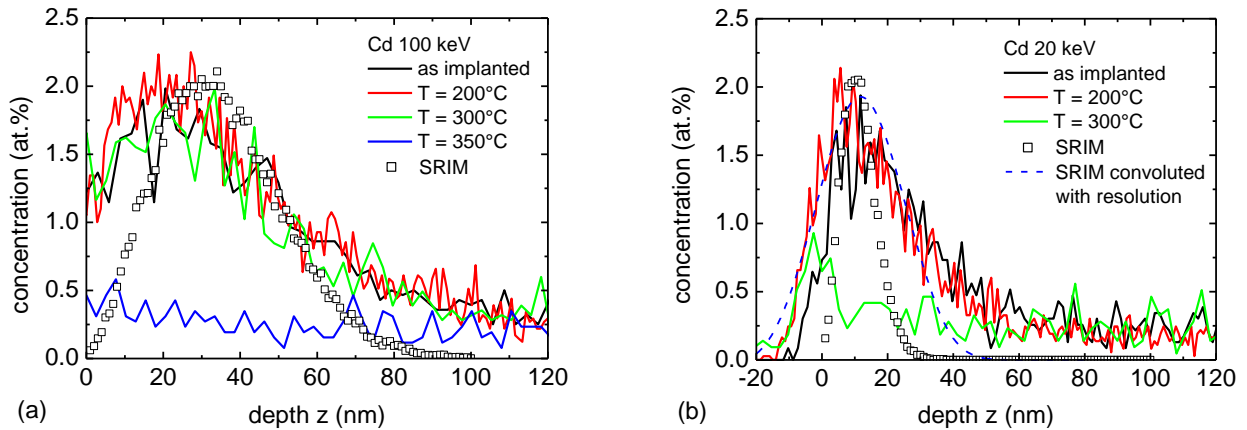 2.5
2.0
1.5
1.0
0.5
0.0
concentration (at.%)
Cd 100 keV
as implanted
T = 200°C
T = 300°C
T = 350°C
SRIM
0 20 40 60 80 100 120
depth z (nm)
(a)
2.5
2.0
1.5
1.0
0.5
0.0
concentration (at.%)
Cd 20 keV
as implanted
T = 200°C
T = 300°C
SRIM
SRIM convoluted
with resolution
-20 0 20 40 60 80 100 120
depth z (nm)
(b)